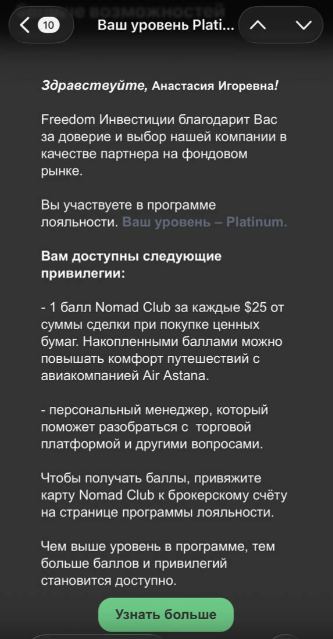 10
Ваш уровень Plati...
Здравствуйте, Анастасия Игоревна!
Freedom Инвестиции благодарит Вас
за доверие и выбор нашей компании в
качестве партнера на фондовом
рынке.
Вы участвуете в программе
лояльности. Ваш уровень – Platinum.
Вам доступны следующие
привилегии:
- 1 балл Nomad Club за каждые $25 от
суммы сделки при покупке ценных
бумаг. Накопленными баллами можно
повышать комфорт путешествий с
авиакомпанией Air Astana.
- персональный менеджер, который
поможет разобраться с торговой
платформой и другими вопросами.
Чтобы получать баллы, привяжите
карту Nomad Club к брокерскому счёту
на странице программы лояльности.
Чем выше уровень в программе, тем
больше баллов и привилегий
становится доступно.
Узнать больше